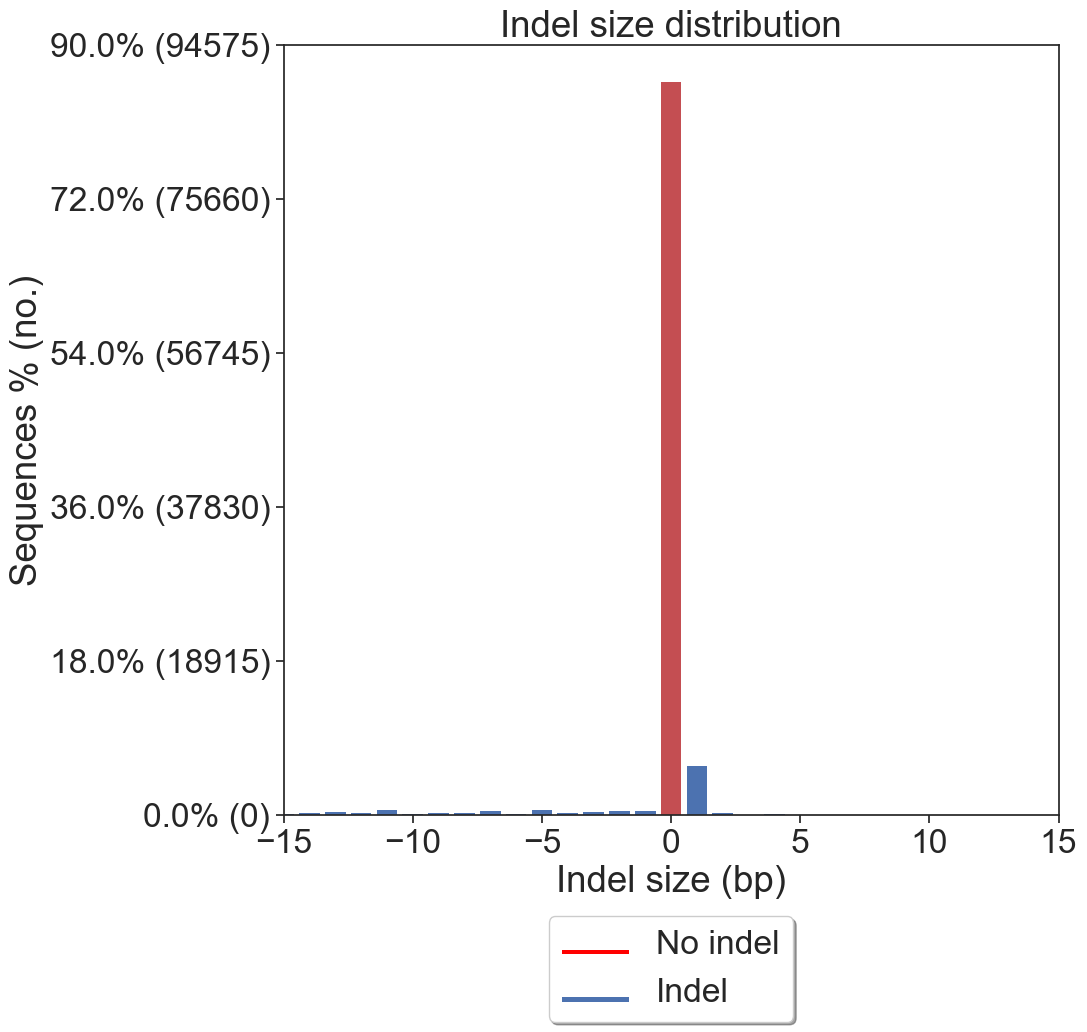 Indel size distribution
90.0% (94575)
72.0% (75660)
54.0% (56745)
36.0% (37830)
18.0% (18915)
0.0% (0)
Sequences % (no.)
−15 −10 −5 0 5 10 15
Indel size (bp)
No indel
Indel